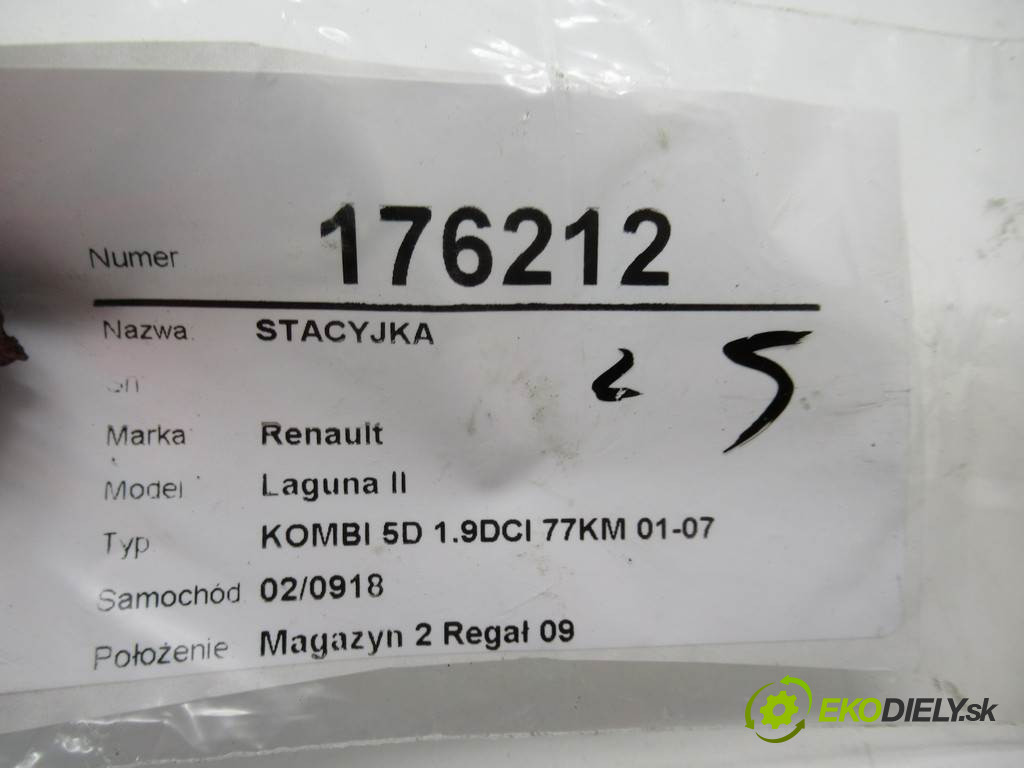 Numer 176212
Nazwa STACYJKA
Marka Renault
Model Laguna II
Typ KOMBI 5D 1.9DCI 77KM 01-07
Samochód 02/0918
Położenie Magazyn 2 Regał 09
5
EKODIELY.sk